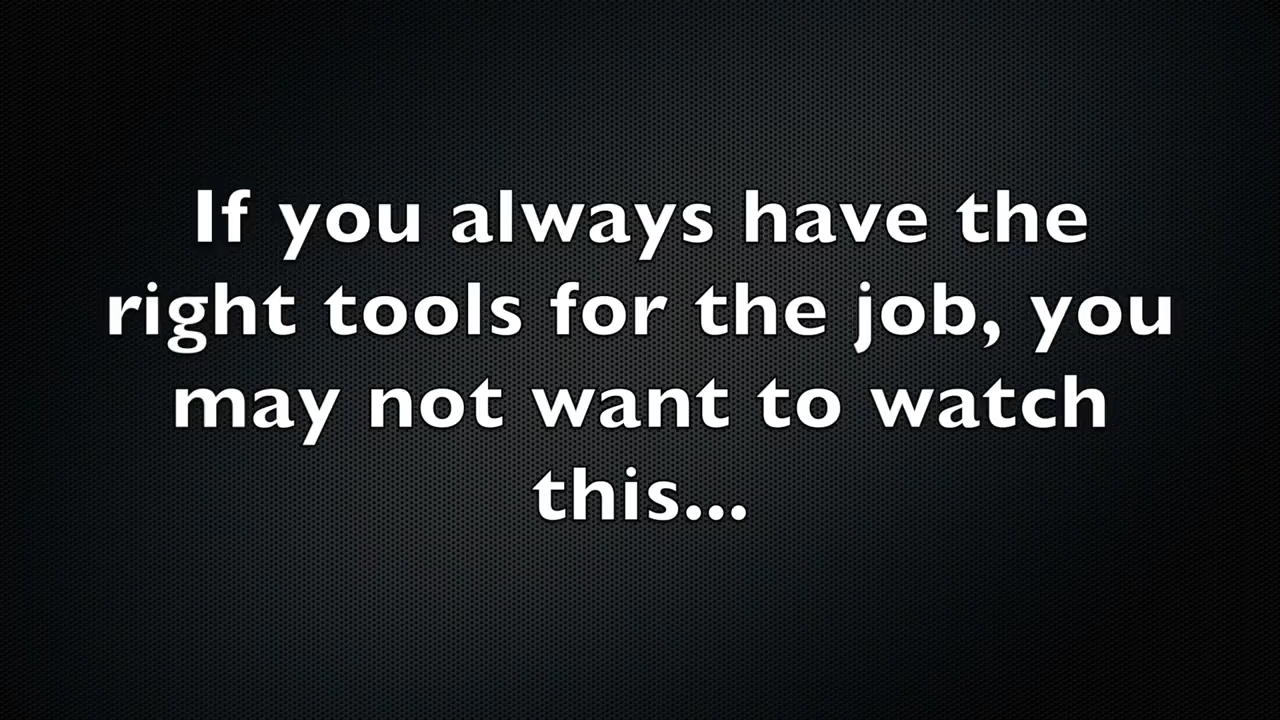 If you always have the
right tools for the job, you
may not want to watch
this...